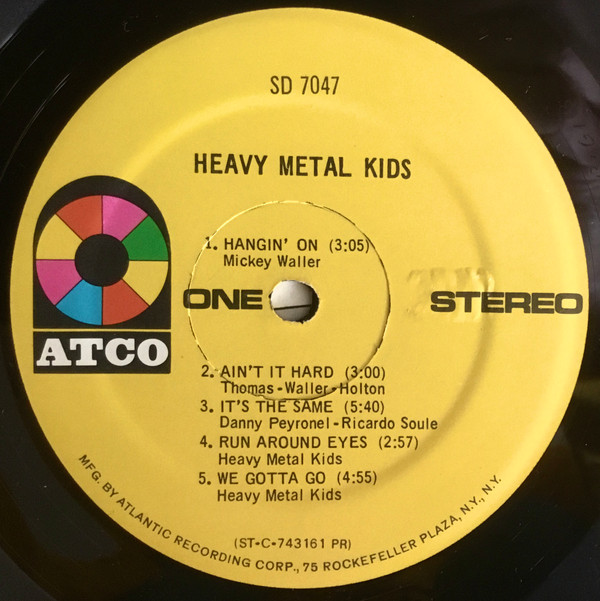 SD 7047
HEAVY METAL KIDS
1. HANGIN' ON (3:05)
Mickey Waller
ONE
STEREO
ATCO
2. AIN'T IT HARD (3:00)
Thomas-Waller-Holton
3. IT'S THE SAME (5:40)
Danny Peyronel-Ricardo Soule
4. RUN AROUND EYES (2:57)
Heavy Metal Kids
5. WE GOTTA GO (4:55)
Heavy Metal Kids
(ST•C•743161 PR)
MFG. BY ATLANTIC RECORDING CORP., 75 ROCKEFELLER PLAZA, N.Y., N.Y.